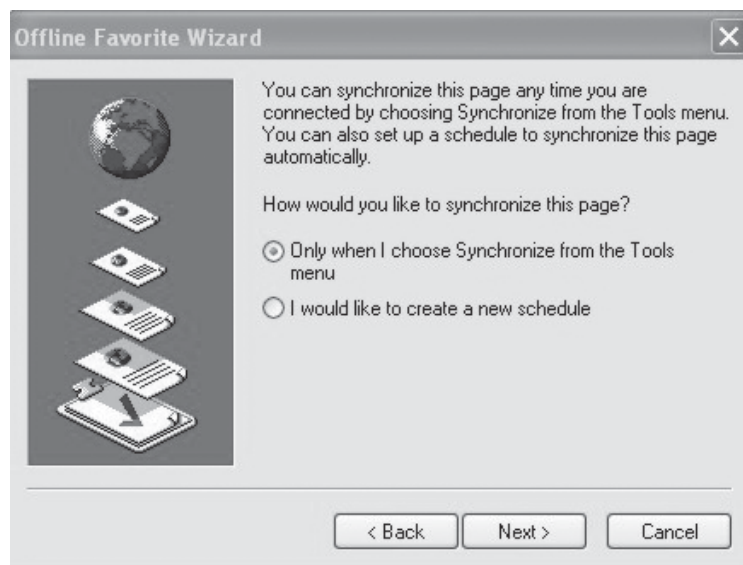 Offline Favorite Wizard
You can synchronize this page any time you are
connected by choosing Synchronize from the Tools menu.
You can also set up a schedule to synchronize this page
automatically.
How would you like to synchronize this page?
Only when I choose Synchronize from the Tools
menu
I would like to create a new schedule
< Back Next > Cancel